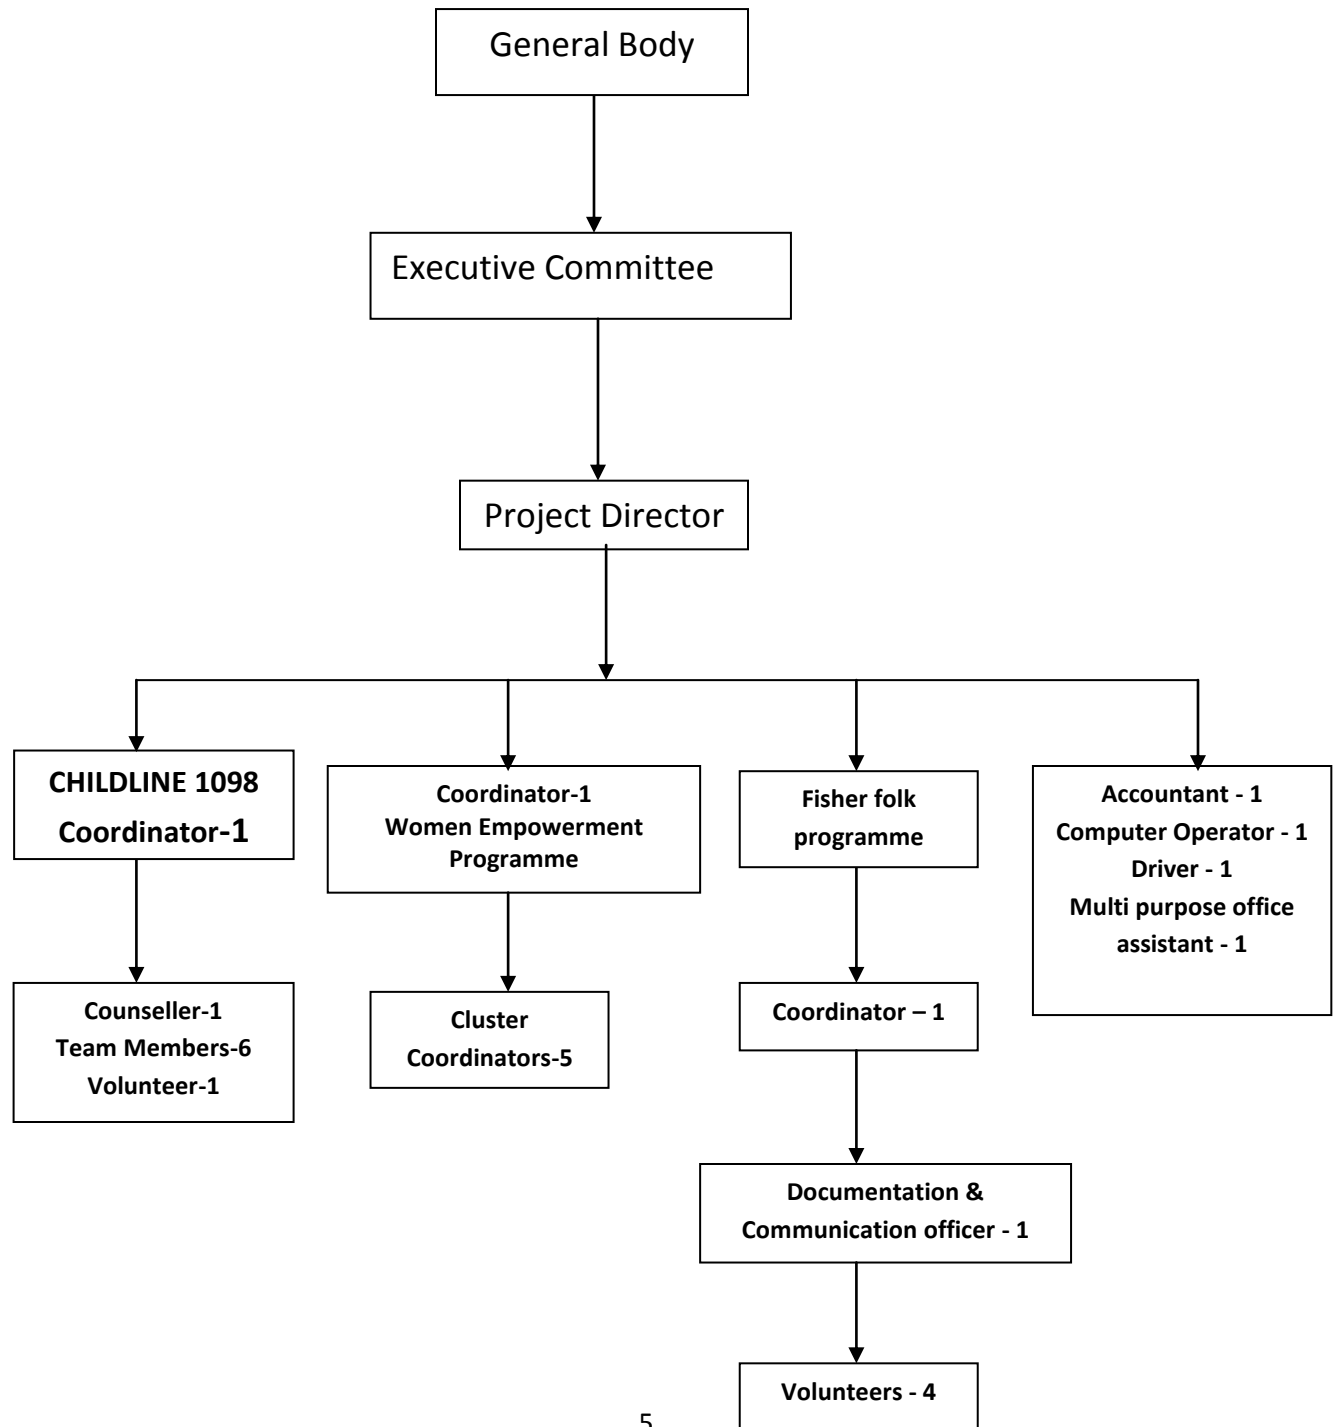 General Body
Executive Committee
Project Director
CHILDLINE 1098
Coordinator-1
Coordinator-1
Women Empowerment
Programme
Fisher folk
programme
Accountant - 1
Computer Operator - 1
Driver - 1
Multi purpose office
assistant - 1
Counseller-1
Team Members-6
Volunteer-1
Cluster
Coordinators-5
Coordinator – 1
Documentation &
Communication officer - 1
Volunteers - 4
5